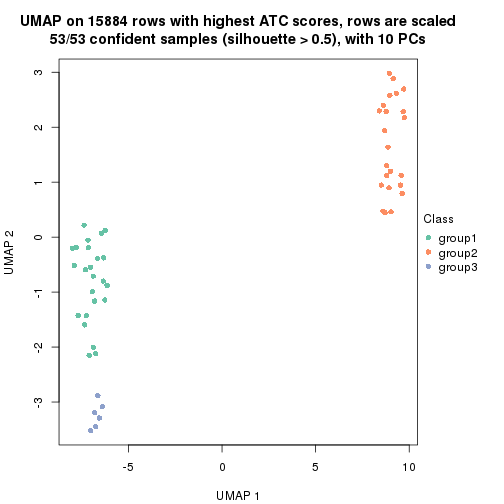 UMAP on 15884 rows with highest ATC scores, rows are scaled
53/53 confident samples (silhouette > 0.5), with 10 PCs
3
2
1
0
-1
-2
-3
UMAP 2
-5
0
5
10
UMAP 1
Class
group1
group2
group3